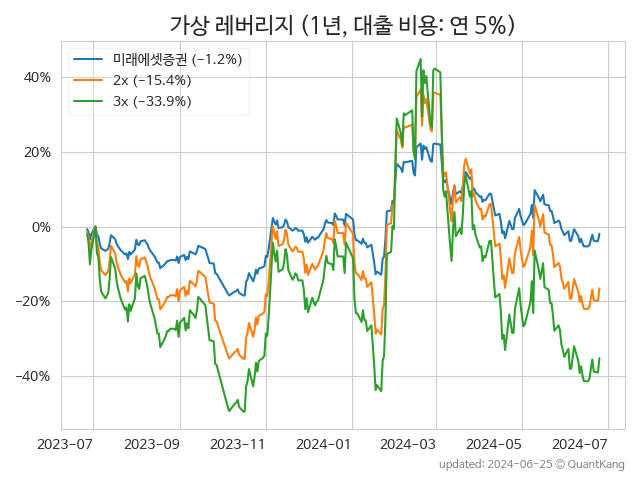 가상 레버리지 (1년, 대출 비용: 연 5%)
미래에셋증권 (−1.2%)
2x (−15.4%)
3x (−33.9%)
40%
20%
0%
−20%
−40%
2023-07 2023-09 2023-11 2024-01 2024-03 2024-05 2024-07
updated: 2024-06-25 ⓒ QuantKang